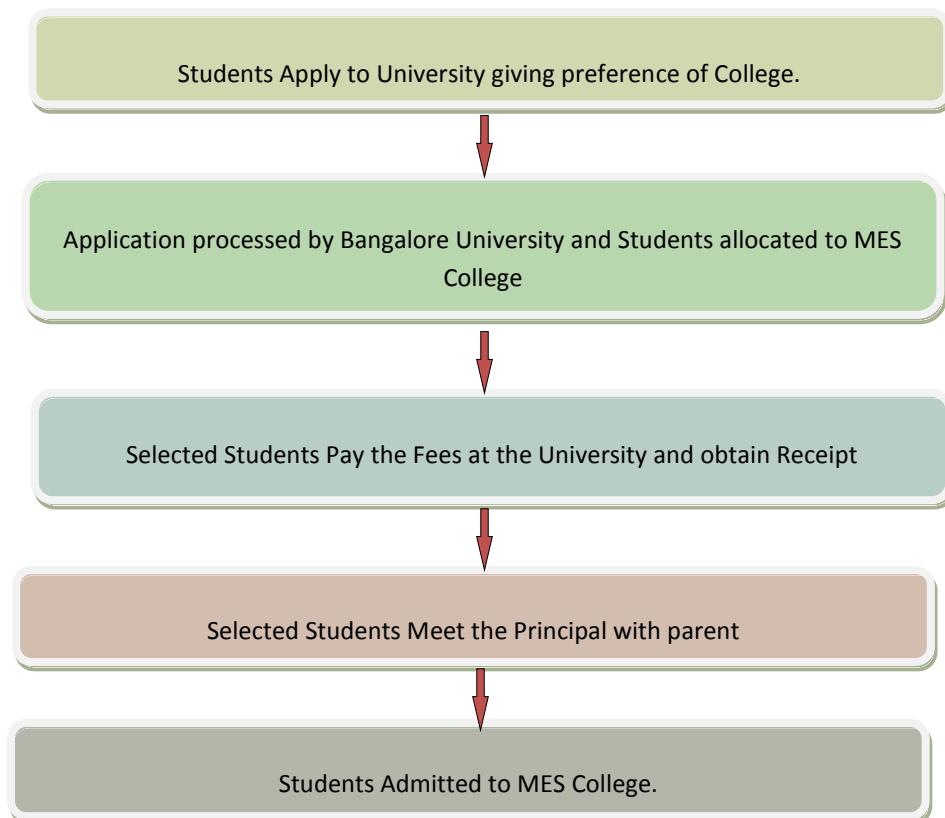 Students Apply to University giving preference of College.
Application processed by Bangalore University and Students allocated to MES
College
Selected Students Pay the Fees at the University and obtain Receipt
Selected Students Meet the Principal with parent
Students Admitted to MES College.